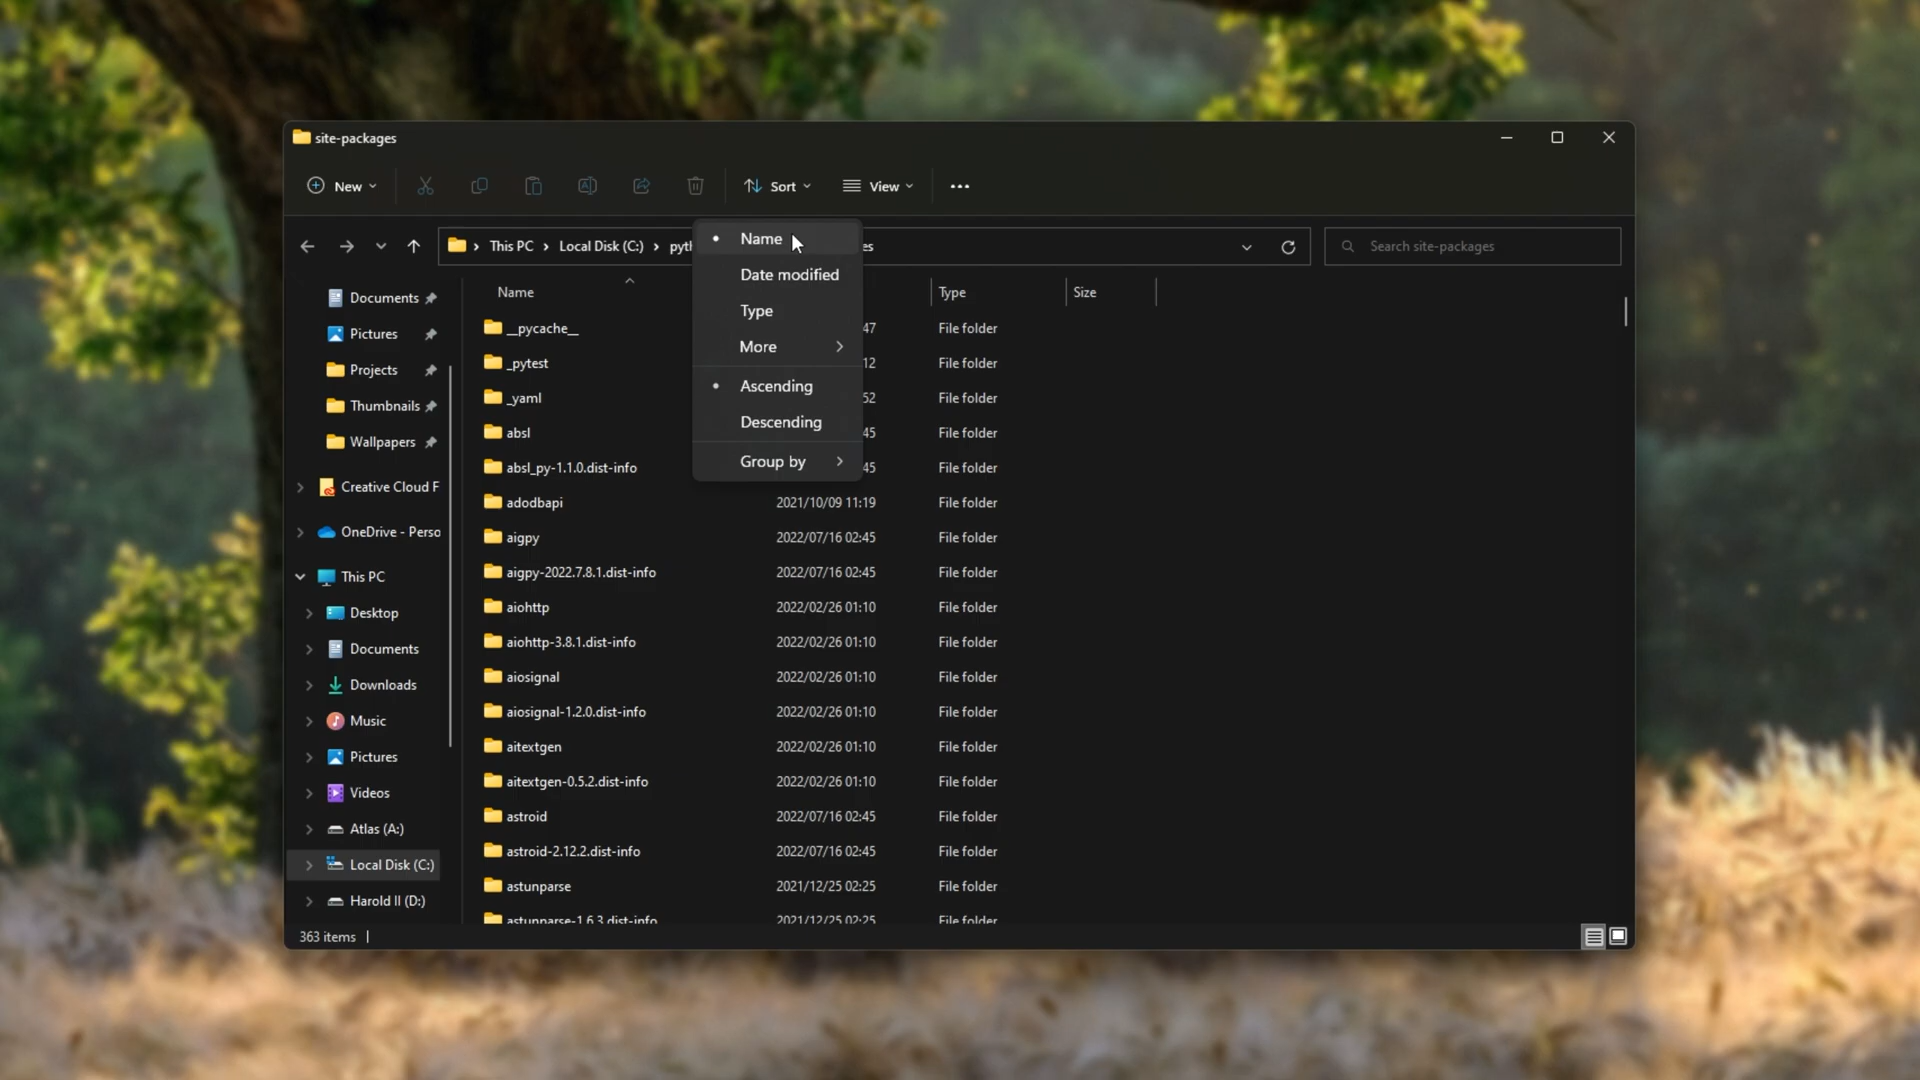 site-packages
New
Sort
View
This PC
Local Disk (C:)
pyth
es
Search site-packages
Name
Date modified
Type
More
Ascending
Descending
Group by
Documents
Pictures
Projects
Thumbnails
Wallpapers
Creative Cloud F
OneDrive - Perso
This PC
Desktop
Documents
Downloads
Music
Pictures
Videos
Atlas (A:)
Local Disk (C:)
Harold II (D:)
Name Type Size
__pycache__ 47 File folder
_pytest 12 File folder
_yaml 52 File folder
absl 45 File folder
absl_py-1.1.0.dist-info 45 File folder
adodbapi 2021/10/09 11:19 File folder
aigpy 2022/07/16 02:45 File folder
aigpy-2022.7.8.1.dist-info 2022/07/16 02:45 File folder
aiohttp 2022/02/26 01:10 File folder
aiohttp-3.8.1.dist-info 2022/02/26 01:10 File folder
aiosignal 2022/02/26 01:10 File folder
aiosignal-1.2.0.dist-info 2022/02/26 01:10 File folder
aitextgen 2022/02/26 01:10 File folder
aitextgen-0.5.2.dist-info 2022/02/26 01:10 File folder
astroid 2022/07/16 02:45 File folder
astroid-2.12.2.dist-info 2022/07/16 02:45 File folder
astunparse 2021/12/25 02:25 File folder
astunparse-1.6.3.dist-info 2021/12/25 02:25 File folder
363 items